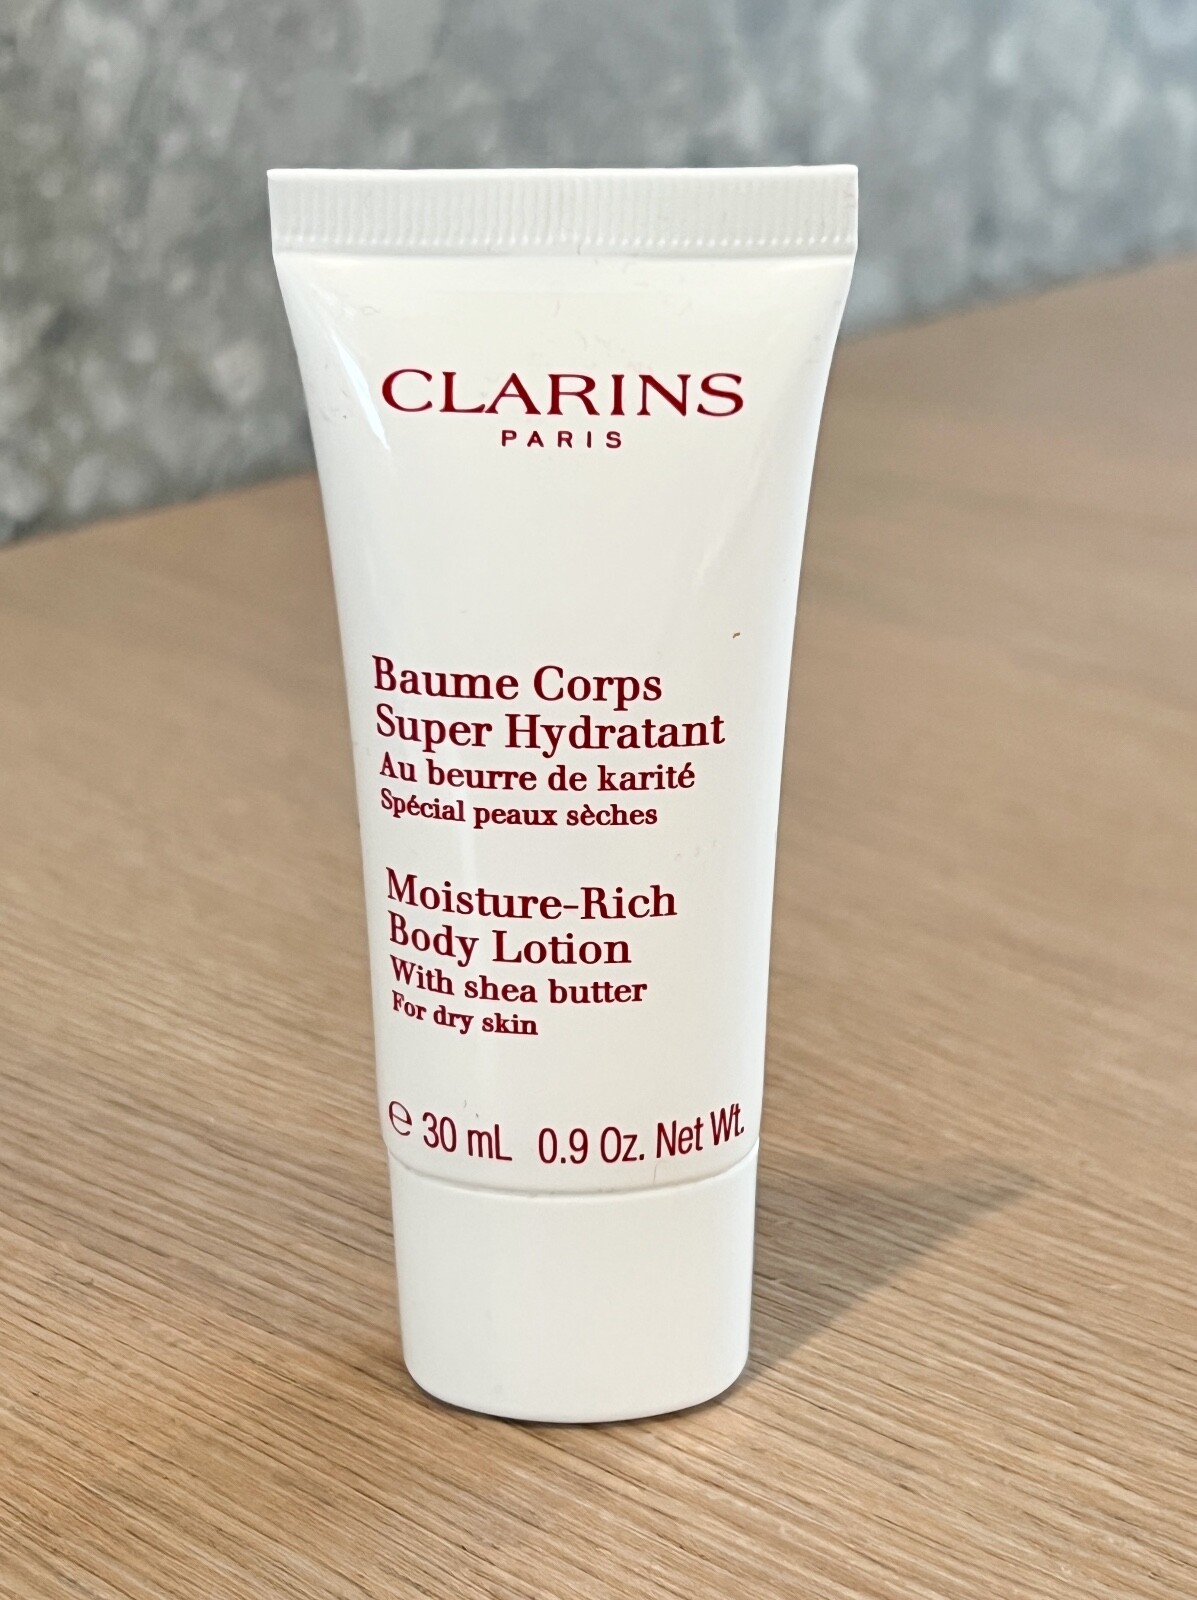 CLARINS
PARIS
Baume Corps
Super Hydratant
Au beurre de karité
Spécial peaux sèches
Moisture-Rich
Body Lotion
With shea butter
For dry skin
℮ 30 mL 0.9 Oz. Net Wt.